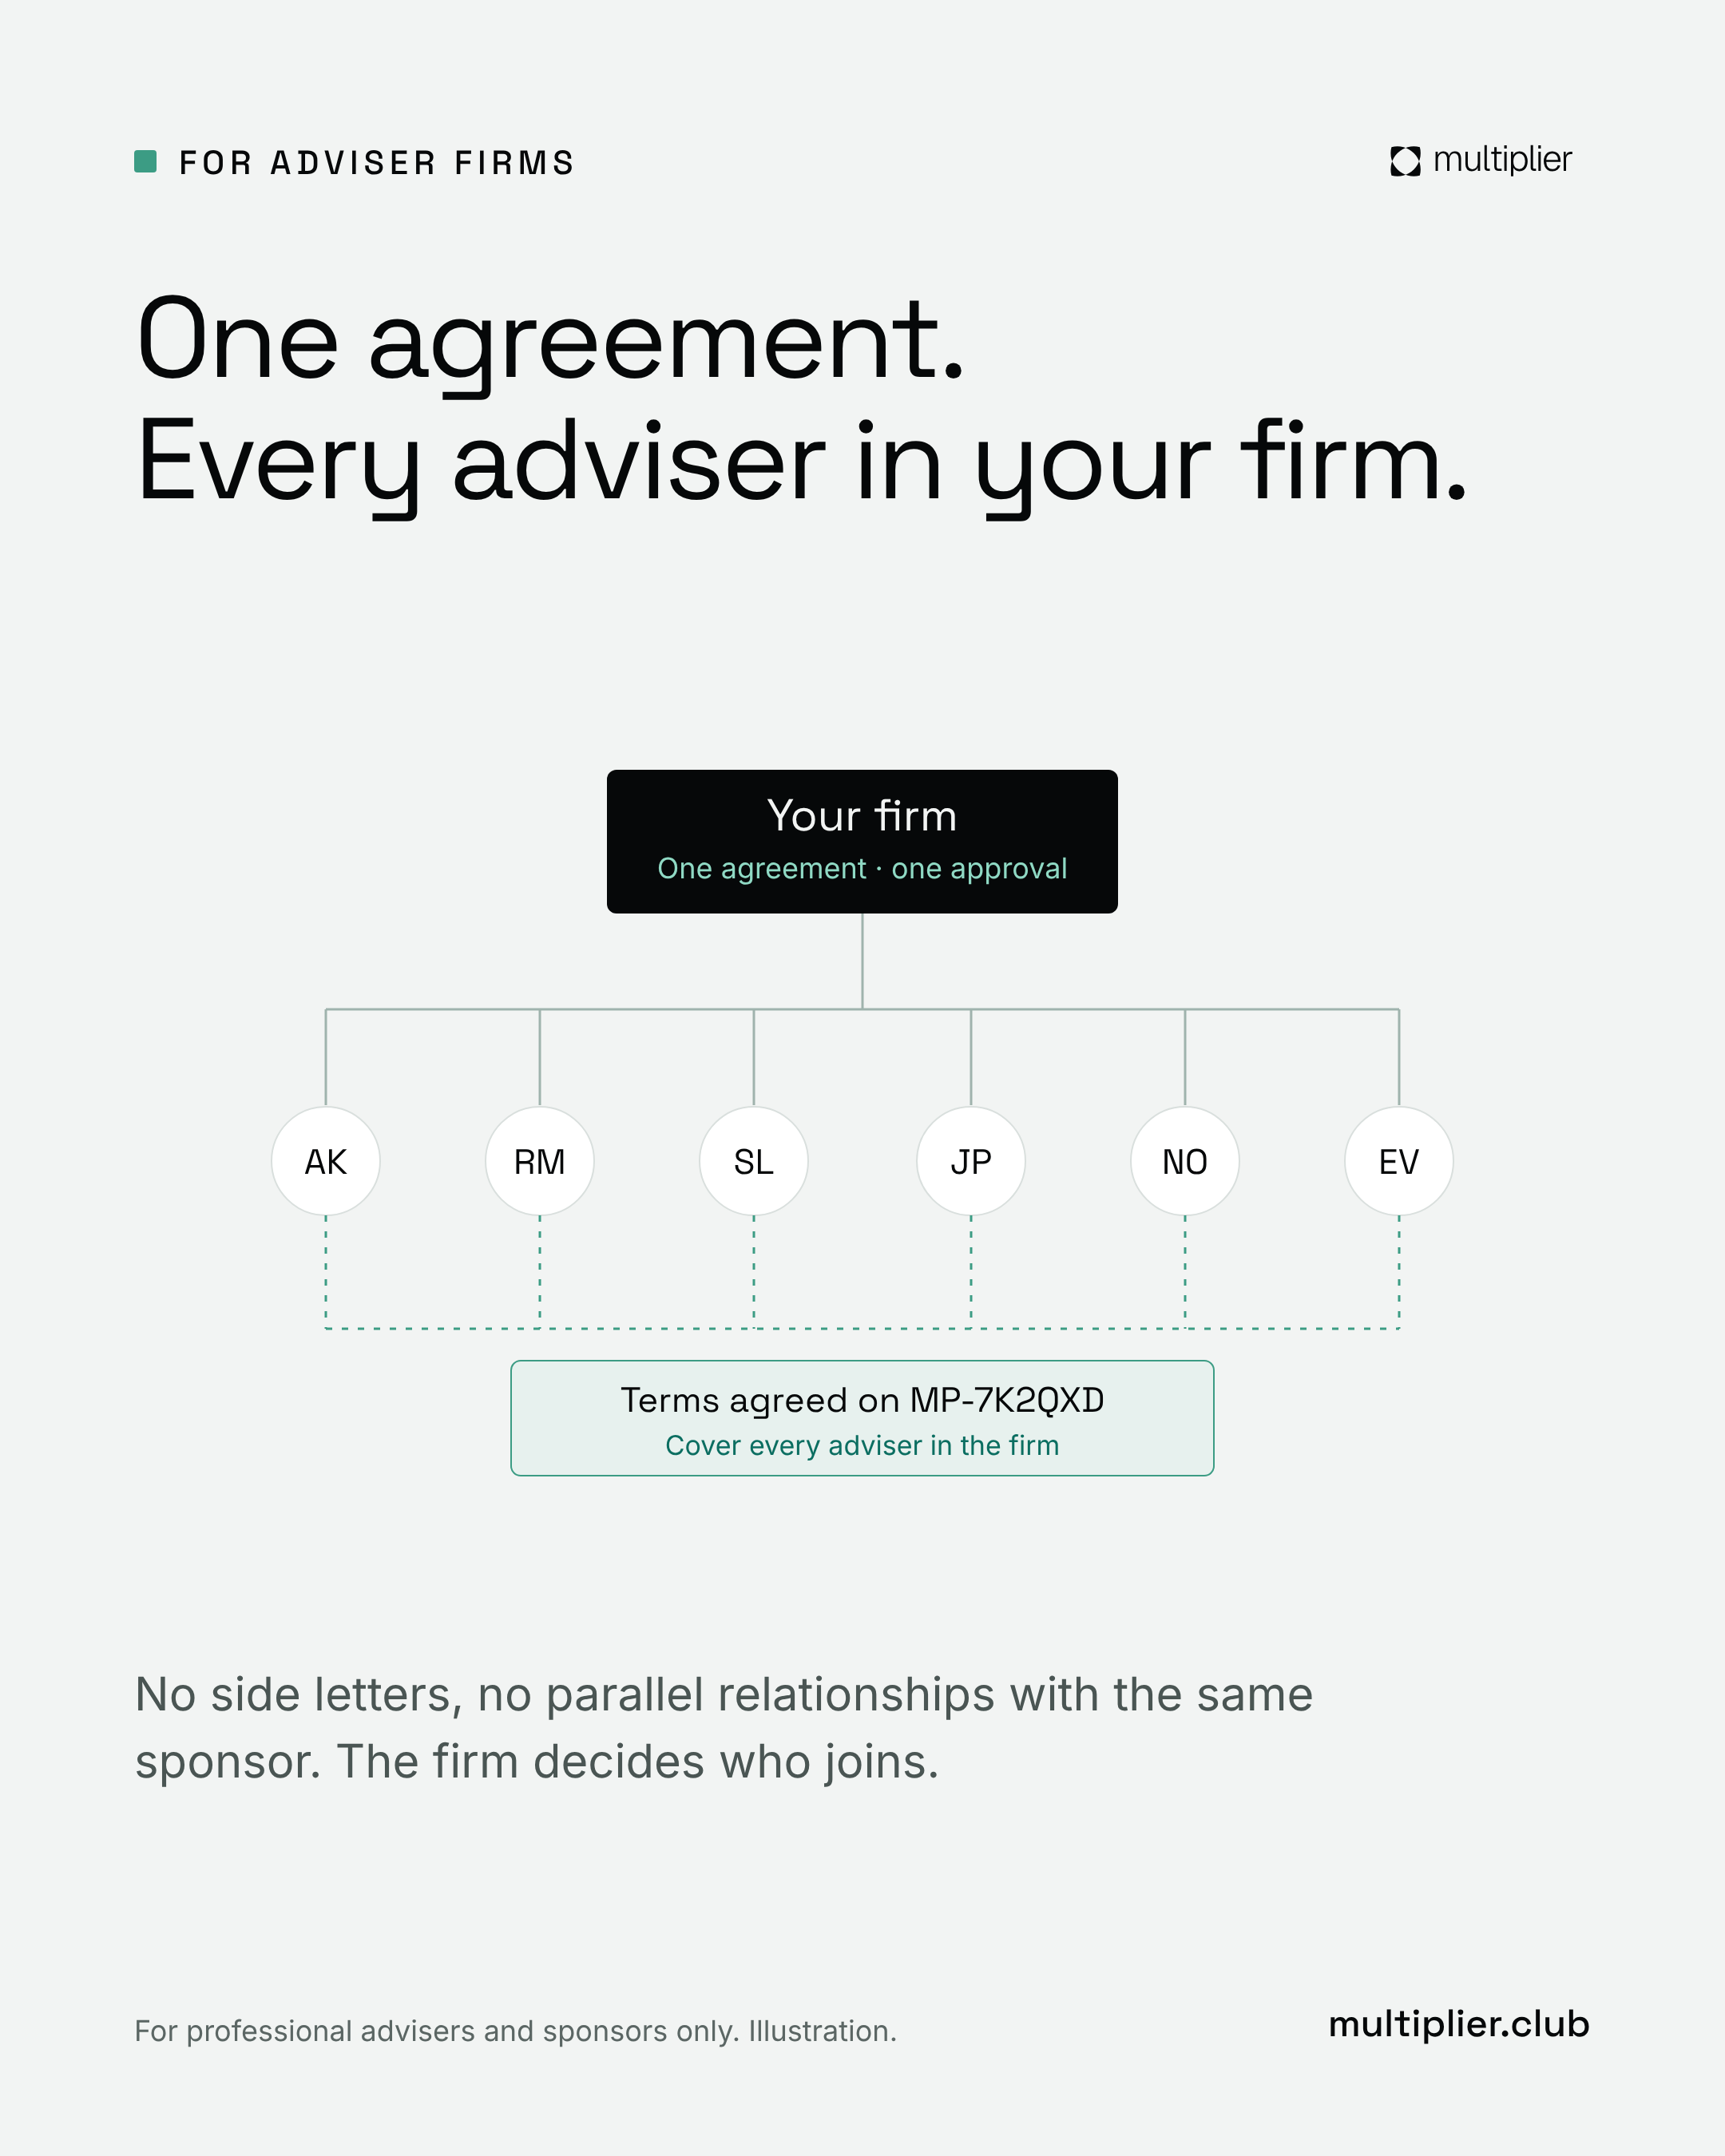 FOR ADVISER FIRMS
multiplier
One agreement.
Every adviser in your firm.
Your firm
One agreement · one approval
AK
RM
SL
JP
NO
EV
Terms agreed on MP-7K2QXD
Cover every adviser in the firm
No side letters, no parallel relationships with the same
sponsor. The firm decides who joins.
For professional advisers and sponsors only. Illustration.
multiplier.club